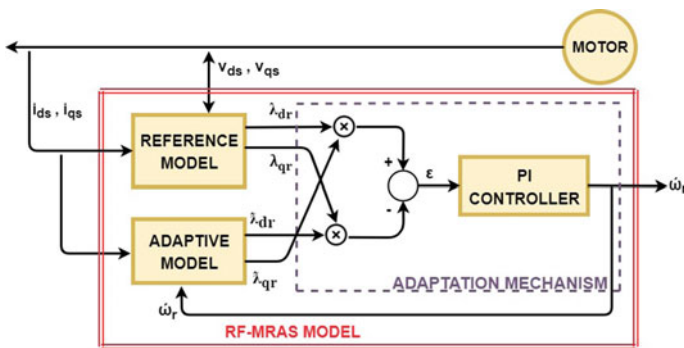 MOTOR
v_ds , v_qs
i_ds , i_qs
REFERENCE
MODEL
λ_dr
λ_qr
×
+
-
ε
PI
CONTROLLER
ω̂_r
ADAPTIVE
MODEL
λ̂_dr
λ̂_qr
×
ω̂_r
ADAPTATION MECHANISM
RF-MRAS MODEL